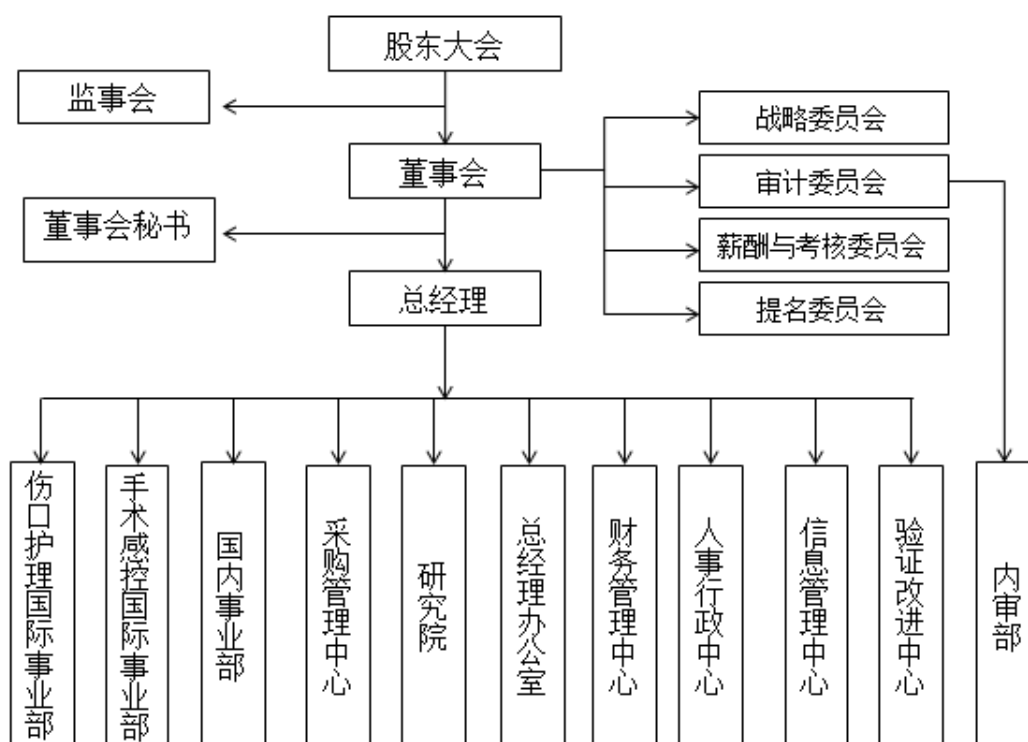 股东大会
监事会
战略委员会
董事会
审计委员会
董事会秘书
薪酬与考核委员会
总经理
提名委员会
伤口护理国际事业部
手术感控国际事业部
国内事业部
采购管理中心
研究院
总经理办公室
财务管理中心
人事行政中心
信息管理中心
验证改进中心
内审部